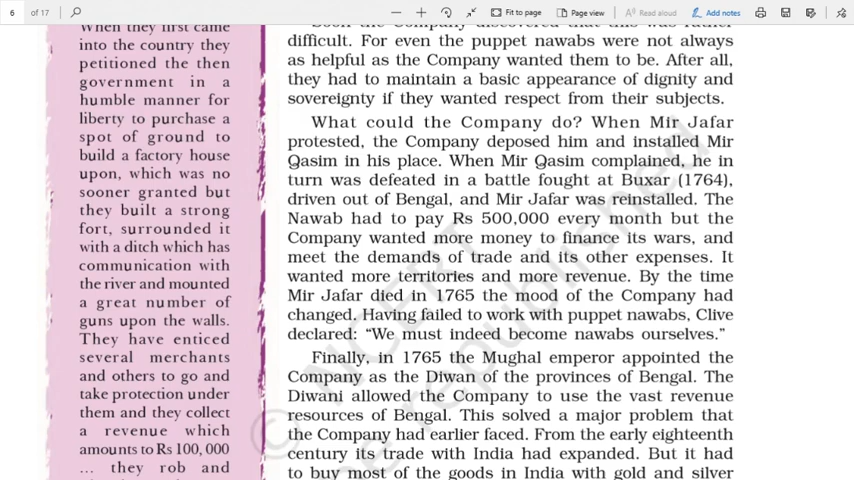 6
of 17
Fit to page
Page view
Read aloud
Add notes
When they first came
into the country they
petitioned the then
government in a
humble manner for
liberty to purchase a
spot of ground to
build a factory house
upon, which was no
sooner granted but
they built a strong
fort, surrounded it
with a ditch which has
communication with
the river and mounted
a great number of
guns upon the walls.
They have enticed
several merchants
and others to go and
take protection under
them and they collect
a revenue which
amounts to Rs 100, 000
... they rob and
difficult. For even the puppet nawabs were not always
as helpful as the Company wanted them to be. After all,
they had to maintain a basic appearance of dignity and
sovereignty if they wanted respect from their subjects.
What could the Company do? When Mir Jafar
protested, the Company deposed him and installed Mir
Qasim in his place. When Mir Qasim complained, he in
turn was defeated in a battle fought at Buxar (1764),
driven out of Bengal, and Mir Jafar was reinstalled. The
Nawab had to pay Rs 500,000 every month but the
Company wanted more money to finance its wars, and
meet the demands of trade and its other expenses. It
wanted more territories and more revenue. By the time
Mir Jafar died in 1765 the mood of the Company had
changed. Having failed to work with puppet nawabs, Clive
declared: “We must indeed become nawabs ourselves.”
Finally, in 1765 the Mughal emperor appointed the
Company as the Diwan of the provinces of Bengal. The
Diwani allowed the Company to use the vast revenue
resources of Bengal. This solved a major problem that
the Company had earlier faced. From the early eighteenth
century its trade with India had expanded. But it had
to buy most of the goods in India with gold and silver
© NCERT
be republished